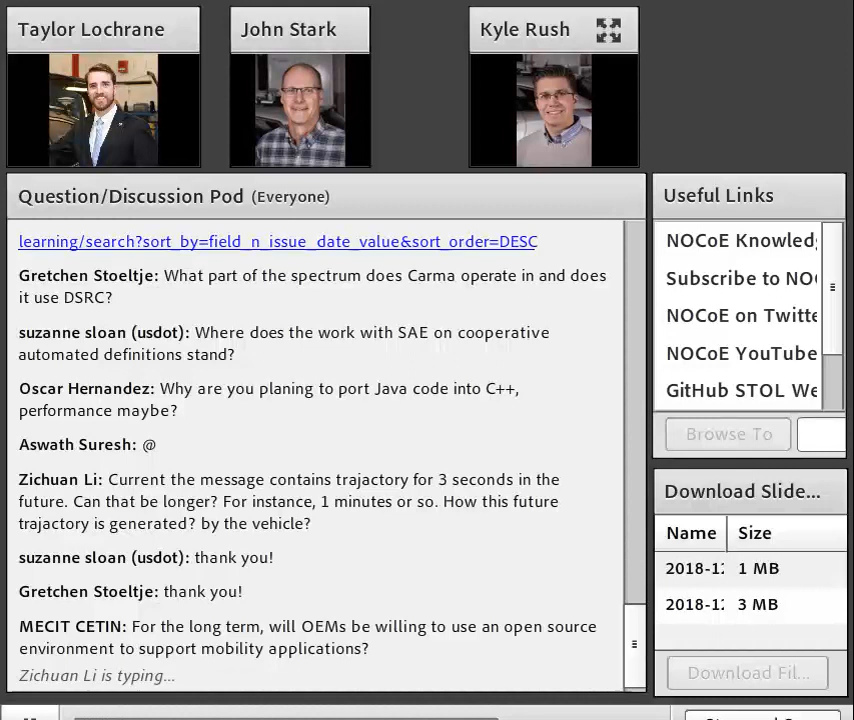 Taylor Lochrane
John Stark
Kyle Rush
Question/Discussion Pod (Everyone)
learning/search?sort_by=field_n_issue_date_value&sort_order=DESC
Gretchen Stoeltje: What part of the spectrum does Carma operate in and does
it use DSRC?
suzanne sloan (usdot): Where does the work with SAE on cooperative
automated definitions stand?
Oscar Hernandez: Why are you planing to port Java code into C++,
performance maybe?
Aswath Suresh: @
Zichuan Li: Current the message contains trajactory for 3 seconds in the
future. Can that be longer? For instance, 1 minutes or so. How this future
trajactory is generated? by the vehicle?
suzanne sloan (usdot): thank you!
Gretchen Stoeltje: thank you!
MECIT CETIN: For the long term, will OEMs be willing to use an open source
environment to support mobility applications?
Zichuan Li is typing...
Useful Links
NOCoE Knowled
Subscribe to NO
NOCoE on Twitte
NOCoE YouTube
GitHub STOL We
Browse To
Download Slide...
Name Size
2018-12 1 MB
2018-12 3 MB
Download Fil...